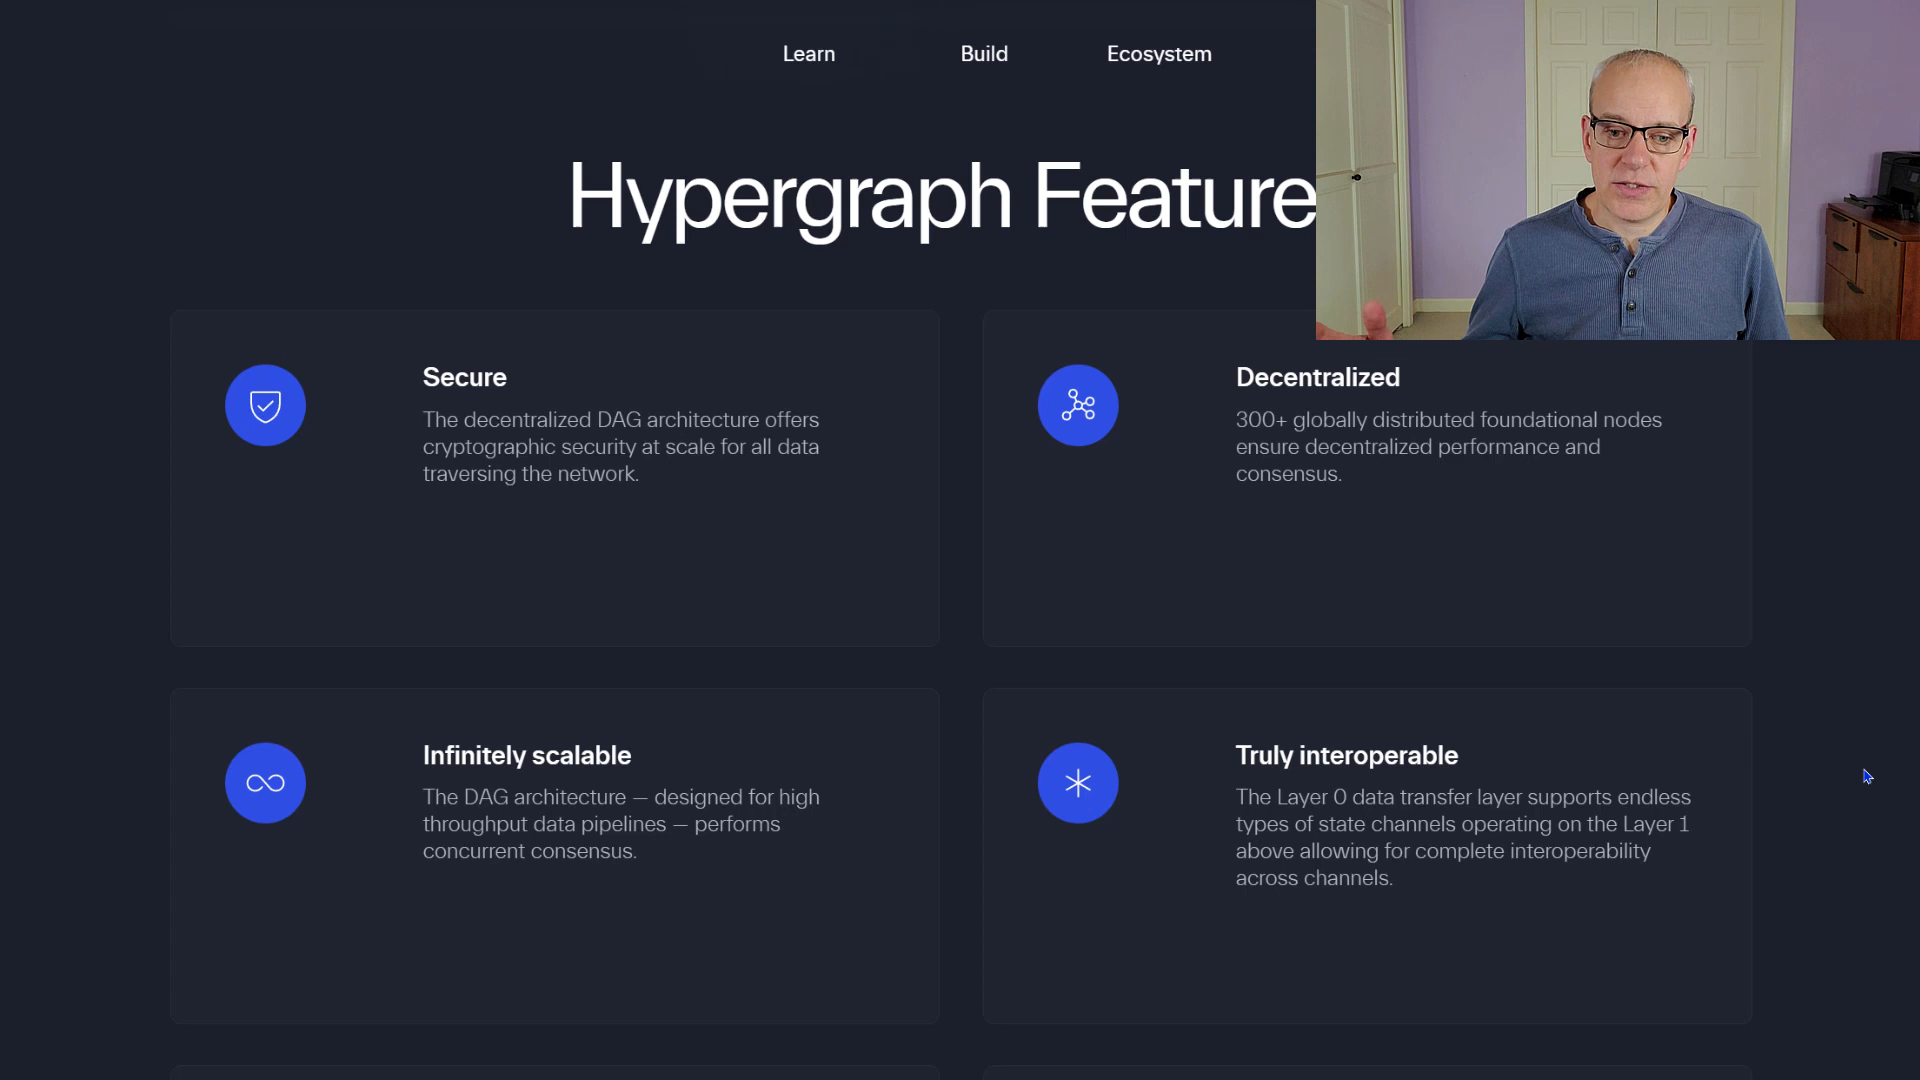 Learn
Build
Ecosystem
Hypergraph Feature
Secure
The decentralized DAG architecture offers
cryptographic security at scale for all data
traversing the network.
Decentralized
300+ globally distributed foundational nodes
ensure decentralized performance and
consensus.
Infinitely scalable
The DAG architecture — designed for high
throughput data pipelines — performs
concurrent consensus.
Truly interoperable
The Layer 0 data transfer layer supports endless
types of state channels operating on the Layer 1
above allowing for complete interoperability
across channels.